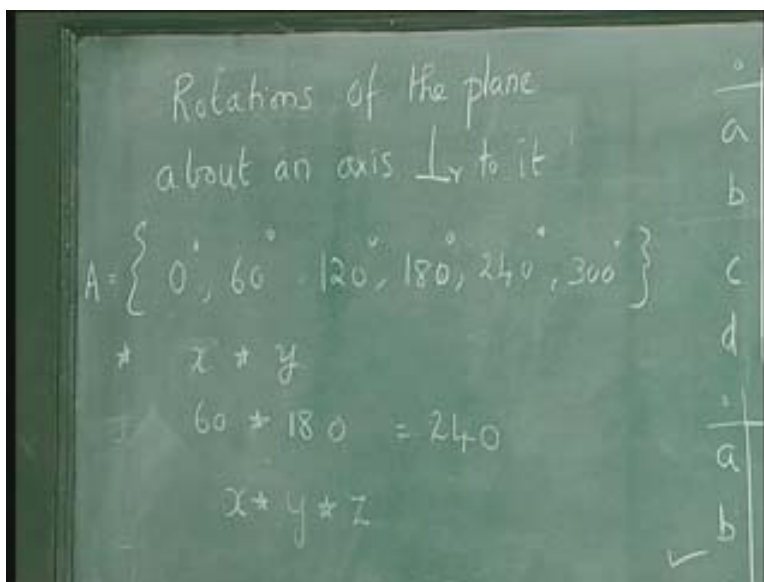 Rotations of the plane
about an axis ⊥r to it
A = { 0°, 60° 120°, 180°, 240°, 300° }
* x * y
60 * 180 = 240
x * y * z
a
b
c
d
a
b
✓